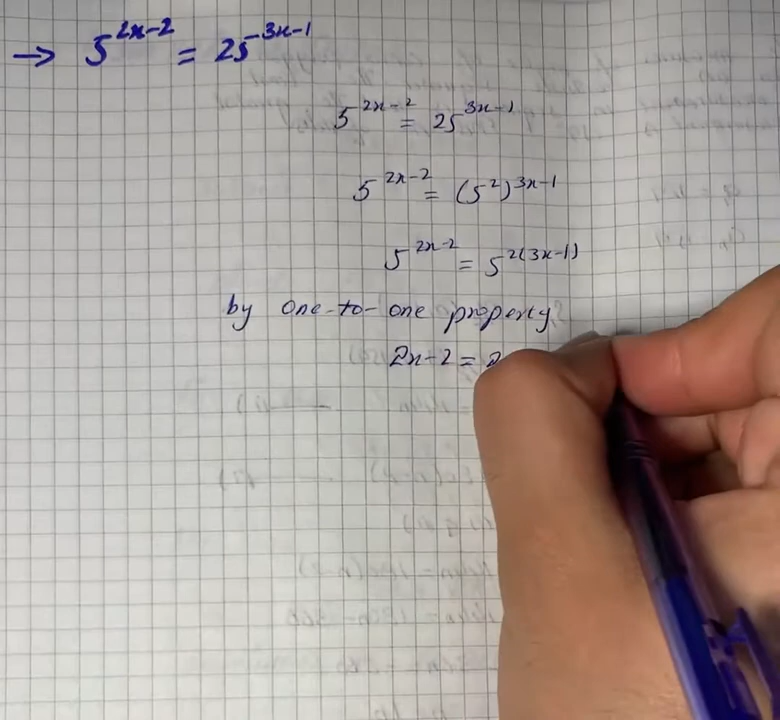 → 5^{2x-2} = 25^{3x-1}
5^{2x-2} = 25^{3x-1}
5^{2x-2} = (5^2)^{3x-1}
5^{2x-2} = 5^{2(3x-1)}
by one-to-one property
2x-2 = 2